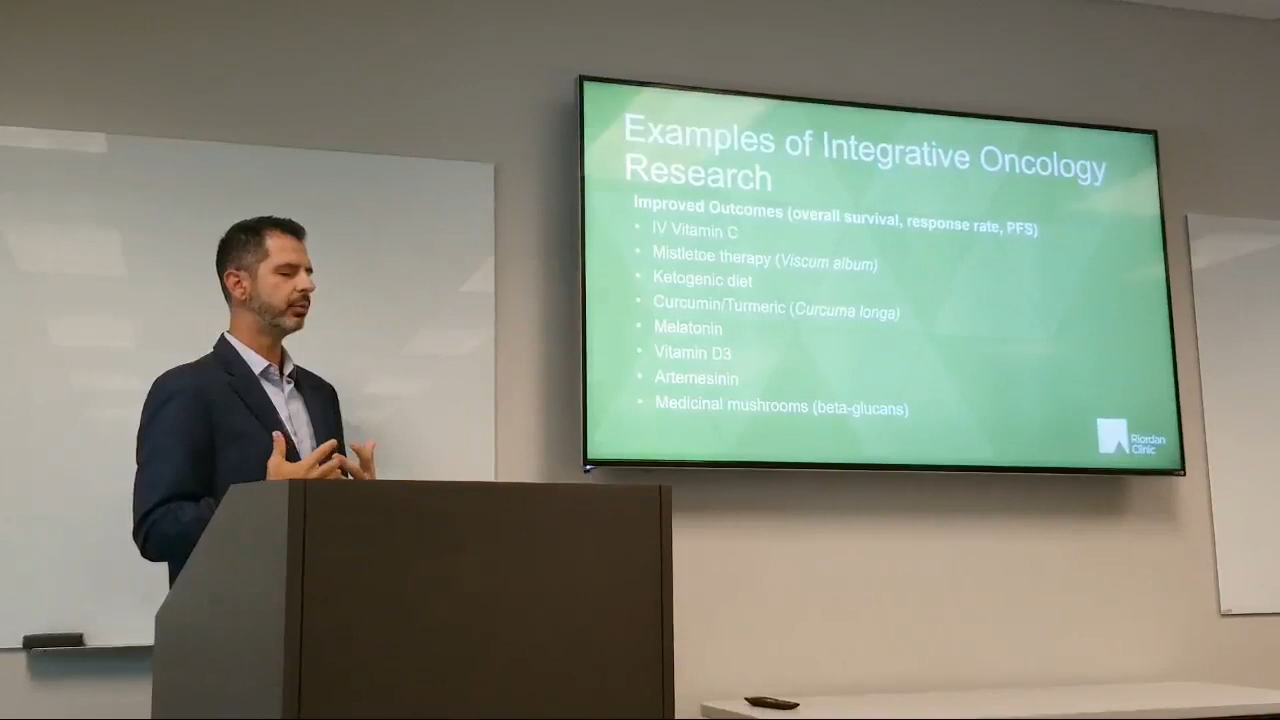 Examples of Integrative Oncology
Research
Improved Outcomes (overall survival, response rate, PFS)
• IV Vitamin C
• Mistletoe therapy (Viscum album)
• Ketogenic diet
• Curcumin/Turmeric (Curcuma longa)
• Melatonin
• Vitamin D3
• Artemesinin
• Medicinal mushrooms (beta-glucans)
Riordan
Clinic